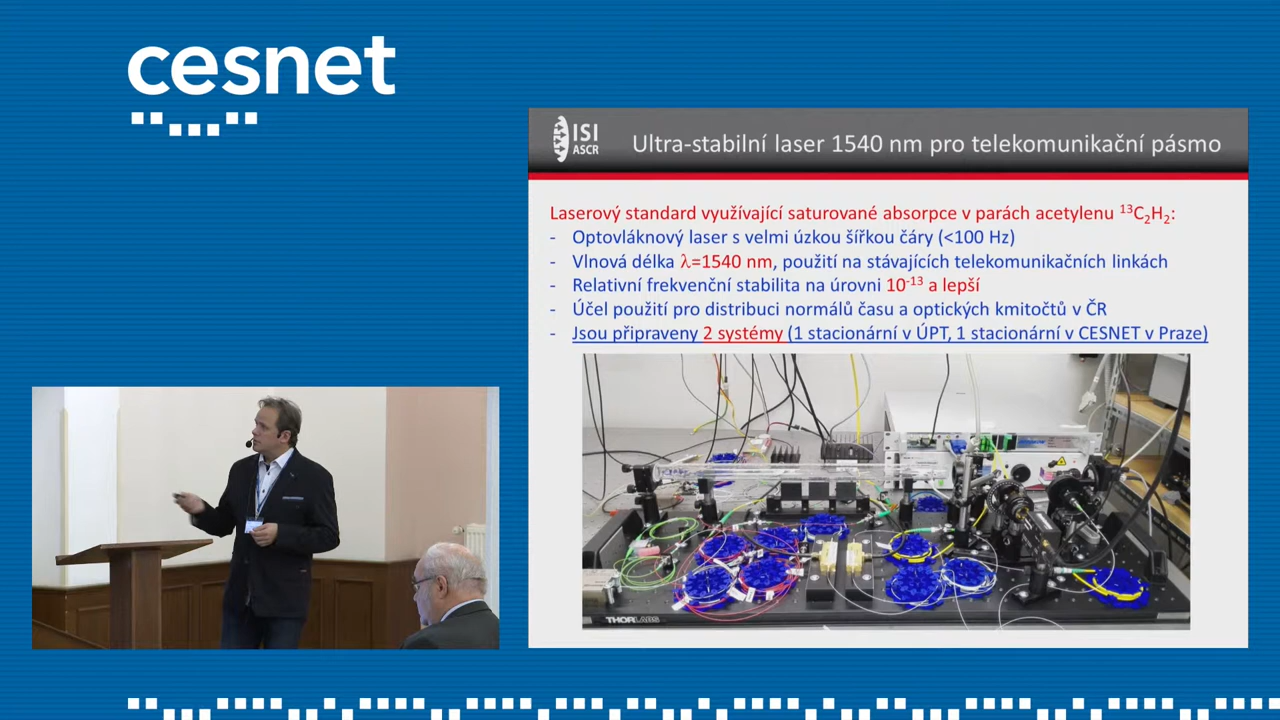 cesnet
ISI
ASCR
Ultra-stabilní laser 1540 nm pro telekomunikační pásmo
Laserový standard využívající saturované absorpce v parách acetylenu ¹³C₂H₂:
- Optovláknový laser s velmi úzkou šířkou čáry (<100 Hz)
- Vlnová délka λ=1540 nm, použití na stávajících telekomunikačních linkách
- Relativní frekvenční stabilita na úrovni 10⁻¹³ a lepší
- Účel použití pro distribuci normálů času a optických kmitočtů v ČR
- Jsou připraveny 2 systémy (1 stacionární v ÚPT, 1 stacionární v CESNET v Praze)
THORLABS